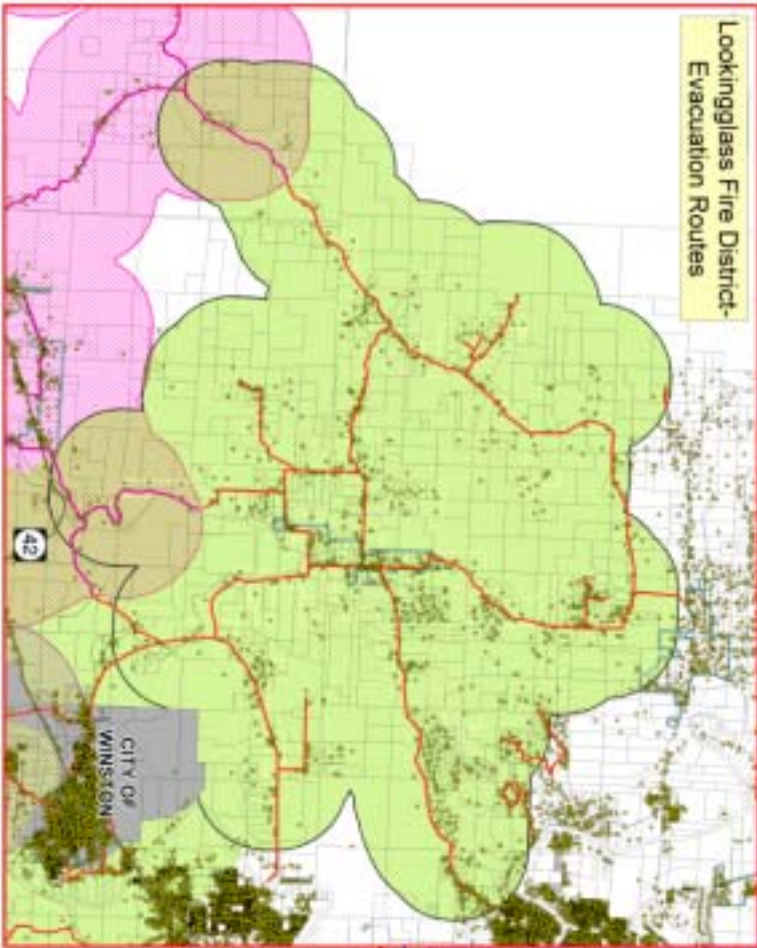 Lookingglass Fire District-
Evacuation Routes
CITY OF
WINSTON
42